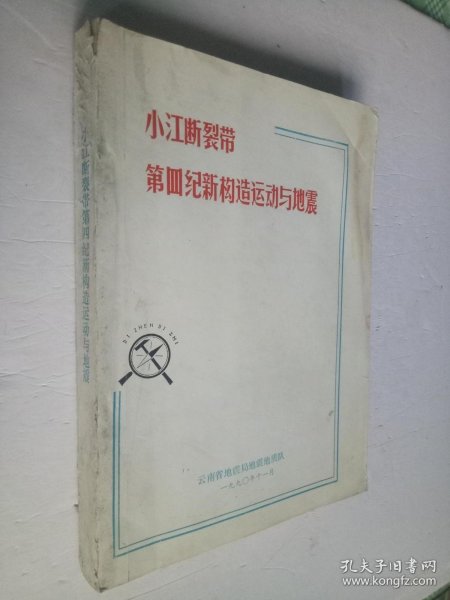 小江断裂带
第四纪新构造运动与地震
DI ZHEN DI ZHI
云南省地震局地震地质队
一九九〇年十一月
小江断裂带第四纪新构造运动与地震
孔夫子旧书网
www.kongfz.com